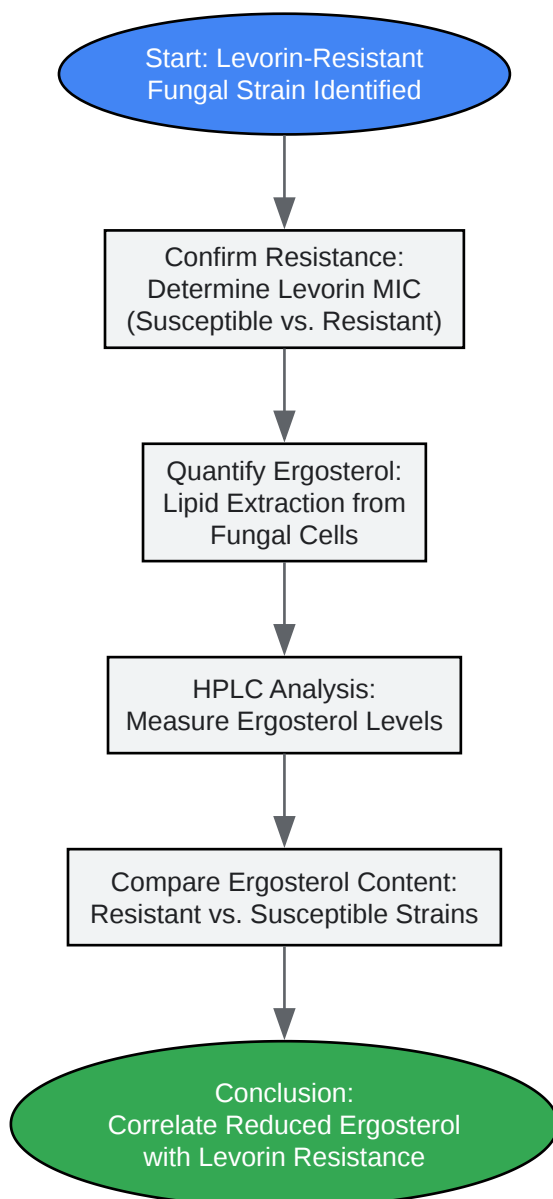 Start: Levorin-Resistant
Fungal Strain Identified
Confirm Resistance:
Determine Levorin MIC
(Susceptible vs. Resistant)
Quantify Ergosterol:
Lipid Extraction from
Fungal Cells
HPLC Analysis:
Measure Ergosterol Levels
Compare Ergosterol Content:
Resistant vs. Susceptible Strains
Conclusion:
Correlate Reduced Ergosterol
with Levorin Resistance